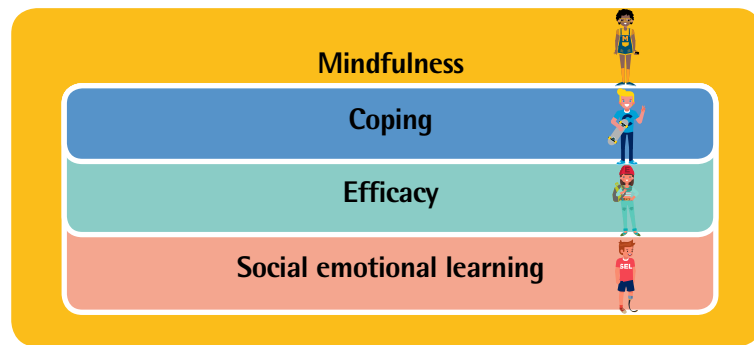 Mindfulness
Coping
Efficacy
Social emotional learning
SEL